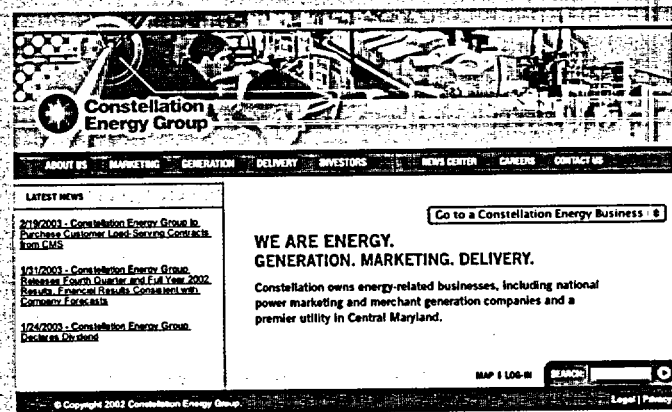 Constellation
Energy Group
ABOUT US MARKETING GENERATION DELIVERY INVESTORS NEWS CENTER CAREERS CONTACT US
LATEST NEWS
2/19/2003 - Constellation Energy Group to
Purchase Customer Load-Serving Contracts
from CMS
1/31/2003 - Constellation Energy Group
Releases Fourth Quarter and Full Year 2002
Results, Financial Results Consistent with
Company Forecasts
1/24/2003 - Constellation Energy Group
Declares Dividend
Go to a Constellation Energy Business
WE ARE ENERGY.
GENERATION. MARKETING. DELIVERY.
Constellation owns energy-related businesses, including national
power marketing and merchant generation companies and a
premier utility in Central Maryland.
MAP & LOG-IN SEARCH:
© Copyright 2002 Constellation Energy Group. Legal |